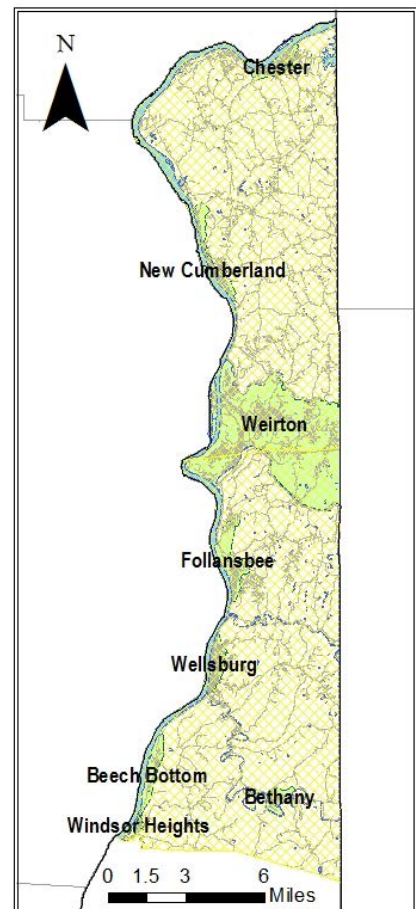 N
Chester
New Cumberland
Weirton
Follansbee
Wellsburg
Beech Bottom
Bethany
Windsor Heights
0 1.5 3 6
Miles